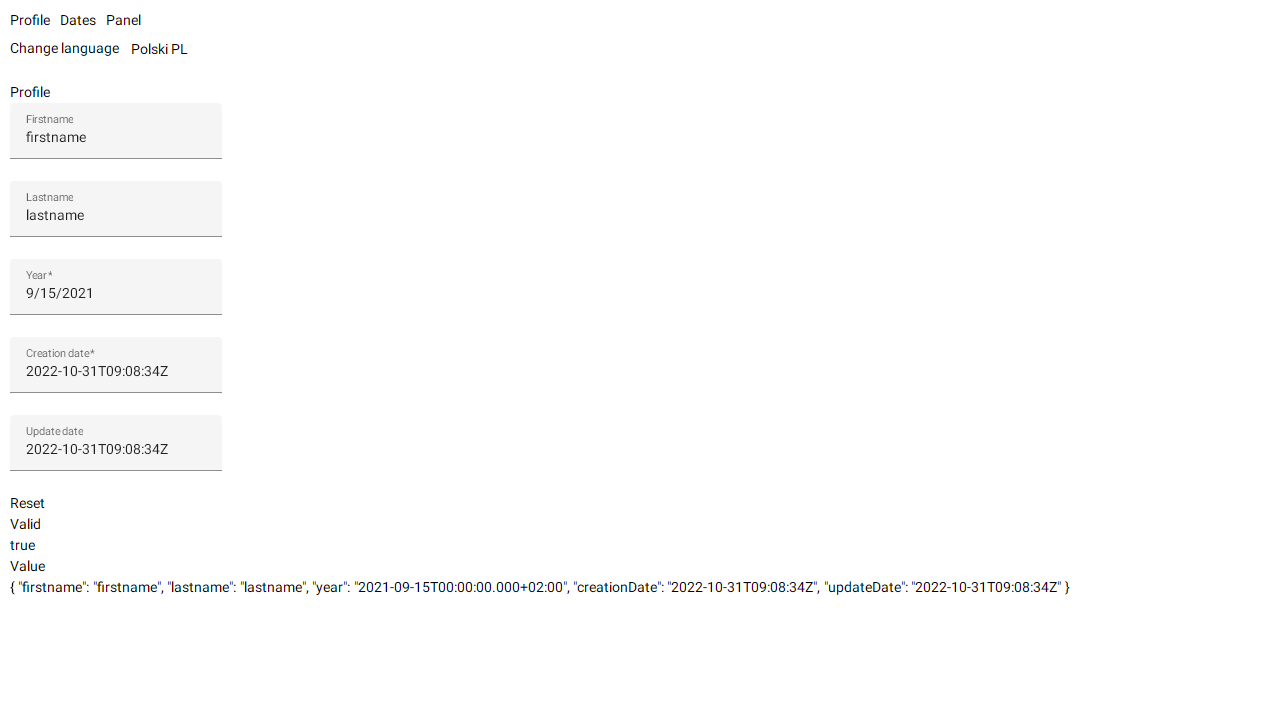 Profile Dates Panel
Change language Polski PL
Profile
Firstname
firstname
Lastname
lastname
Year*
9/15/2021
Creation date*
2022-10-31T09:08:34Z
Update date
2022-10-31T09:08:34Z
Reset
Valid
true
Value
{ "firstname": "firstname", "lastname": "lastname", "year": "2021-09-15T00:00:00.000+02:00", "creationDate": "2022-10-31T09:08:34Z", "updateDate": "2022-10-31T09:08:34Z" }